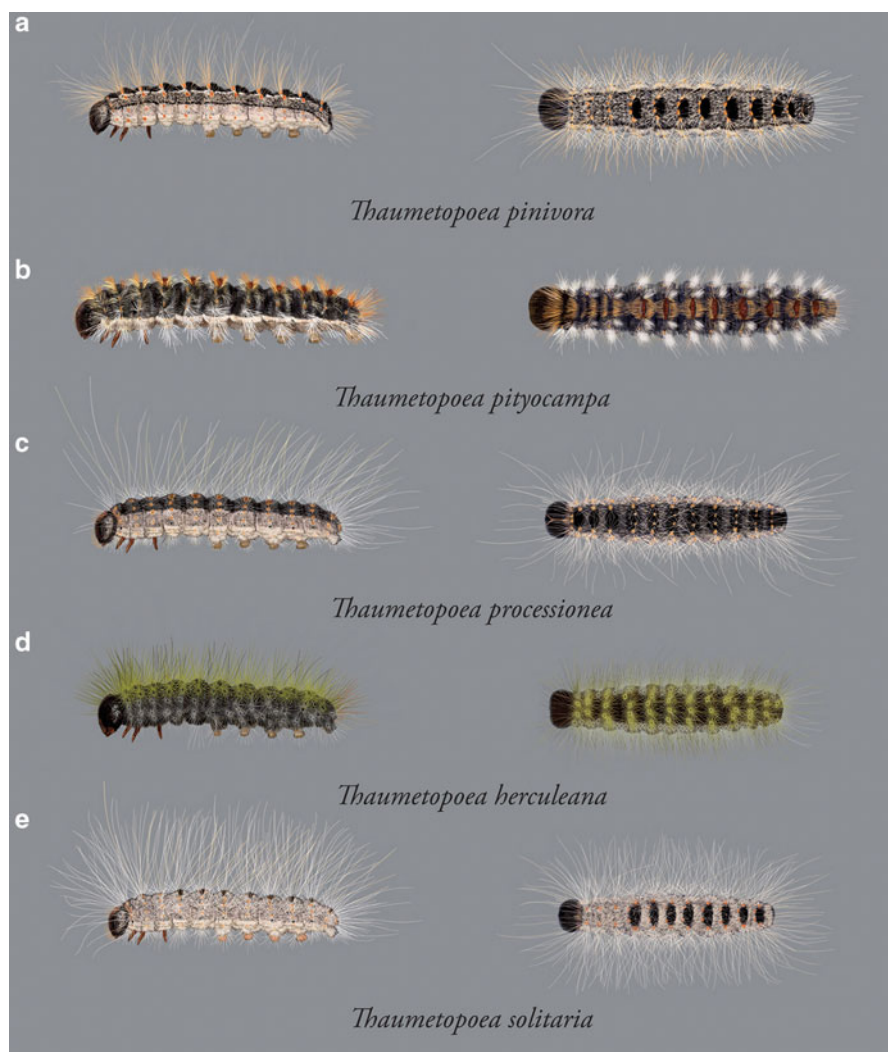 a
Thaumetopoea pinivora
b
Thaumetopoea pityocampa
c
Thaumetopoea processionea
d
Thaumetopoea herculeana
e
Thaumetopoea solitaria